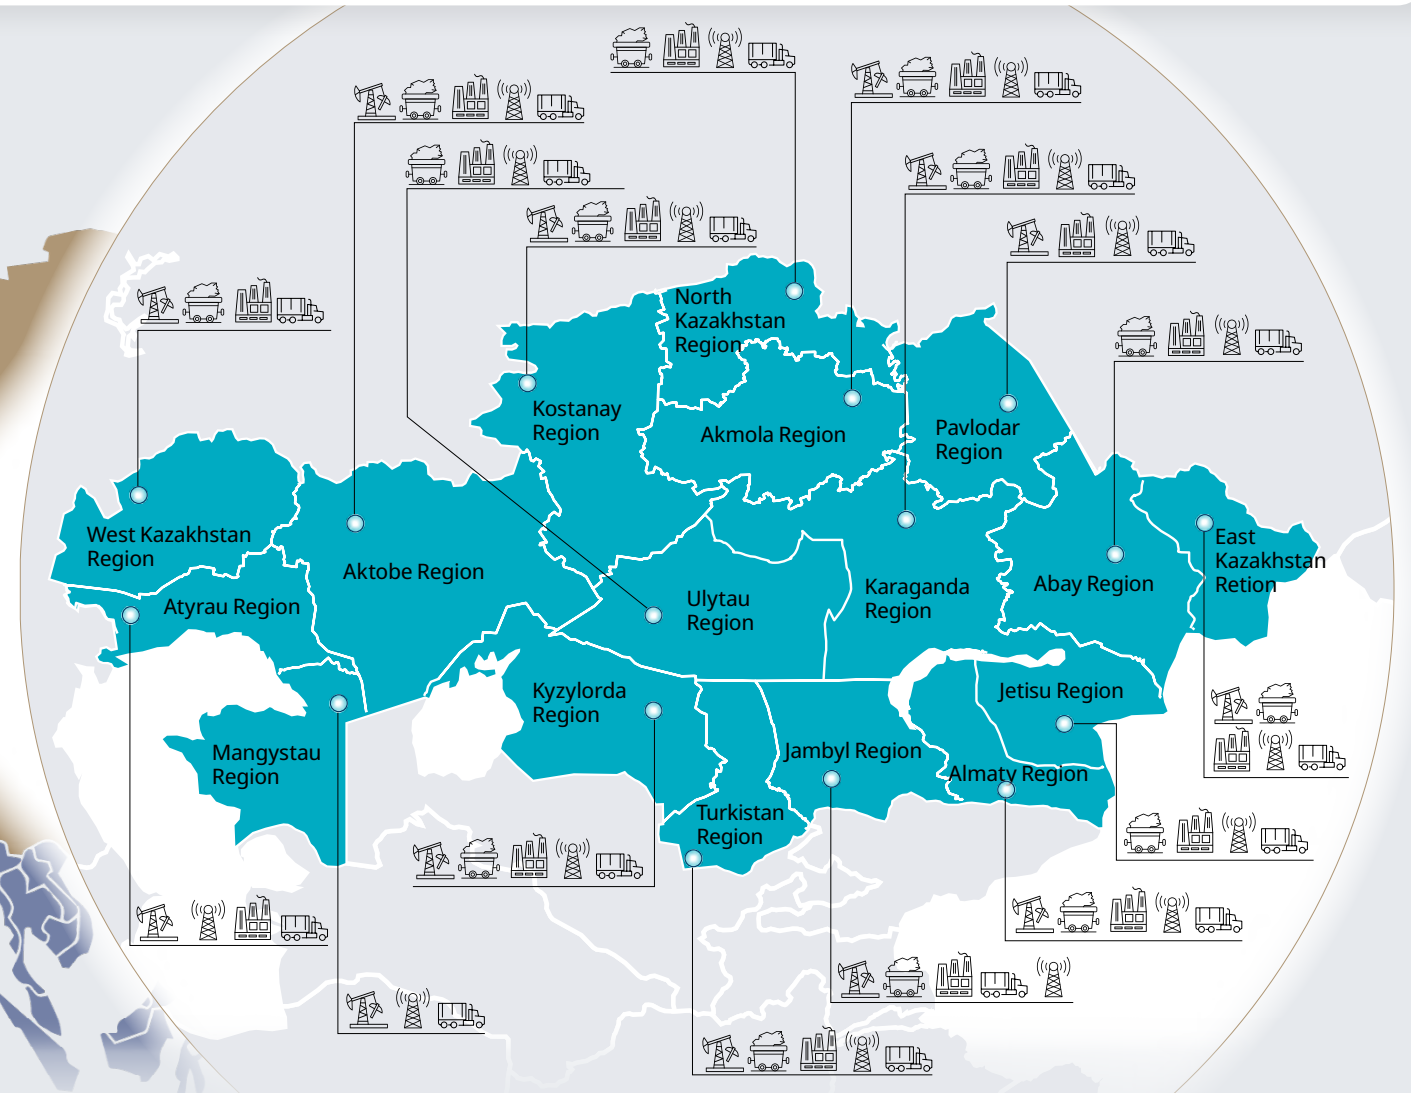 North
Kazakhstan
Region
Kostanay
Region
Akmola Region
Pavlodar
Region
West Kazakhstan
Region
Aktobe Region
East
Kazakhstan
Retion
Abay Region
Karaganda
Region
Ulytau
Region
Atyrau Region
Kyzylorda
Region
Jetisu Region
Mangystau
Region
Jambyl Region
Almaty Region
Turkistan
Region